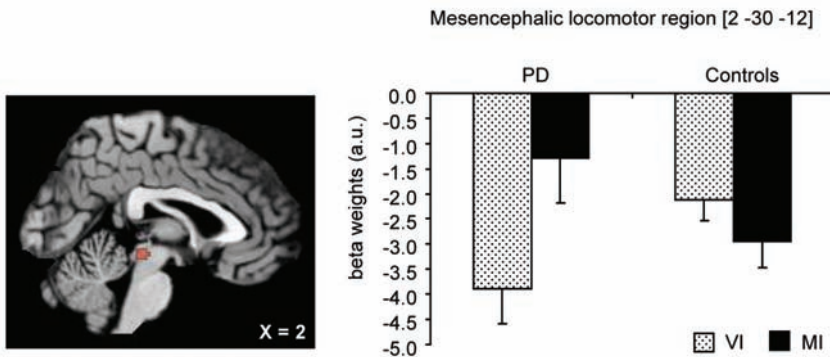 Mesencephalic locomotor region [2 -30 -12]
PD Controls
beta weights (a.u.)
0.0
-0.5
-1.0
-1.5
-2.0
-2.5
-3.0
-3.5
-4.0
-4.5
-5.0
X = 2
VI MI